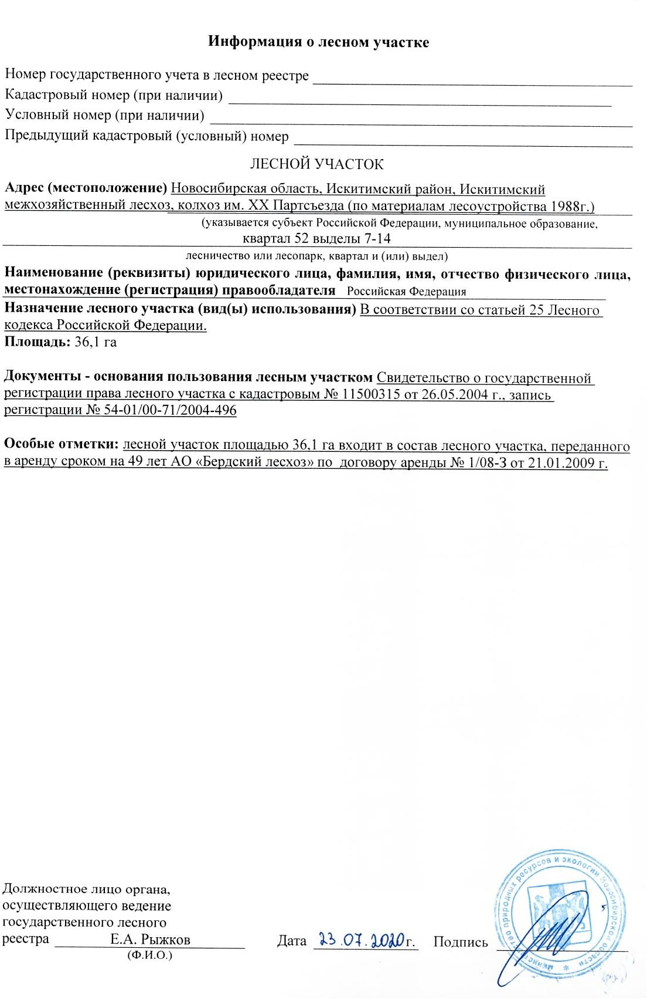 Информация о лесном участке
Номер государственного учета в лесном реестре
Кадастровый номер (при наличии)
Условный номер (при наличии)
Предыдущий кадастровый (условный) номер
ЛЕСНОЙ УЧАСТОК
Адрес (местоположение) Новосибирская область, Искитимский район, Искитимский
межхозяйственный лесхоз, колхоз им. XX Партсъезда (по материалам лесоустройства 1988г.)
(указывается субъект Российской Федерации, муниципальное образование,
квартал 52 выделы 7-14
лесничество или лесопарк, квартал и (или) выдел)
Наименование (реквизиты) юридического лица, фамилия, имя, отчество физического лица,
местонахождение (регистрация) правообладателя Российская Федерация
Назначение лесного участка (вид(ы) использования) В соответствии со статьей 25 Лесного
кодекса Российской Федерации.
Площадь: 36,1 га
Документы - основания пользования лесным участком Свидетельство о государственной
регистрации права лесного участка с кадастровым № 11500315 от 26.05.2004 г., запись
регистрации № 54-01/00-71/2004-496
Особые отметки: лесной участок площадью 36,1 га входит в состав лесного участка, переданного
в аренду сроком на 49 лет АО «Бердский лесхоз» по договору аренды № 1/08-З от 21.01.2009 г.
Должностное лицо органа,
осуществляющего ведение
государственного лесного
реестра Е.А. Рыжков Дата 23.07.2020 г. Подпись
(Ф.И.О.)
Министерство природных ресурсов и экологии Новосибирской области *